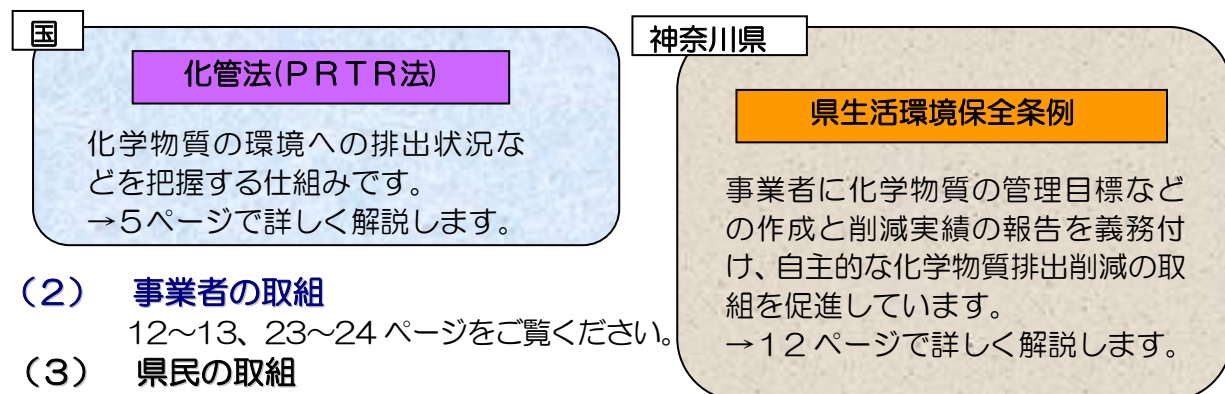 国
化管法(PRTR法)
化学物質の環境への排出状況な
どを把握する仕組みです。
→5ページで詳しく解説します。
神奈川県
県生活環境保全条例
事業者に化学物質の管理目標など
の作成と削減実績の報告を義務付
け、自主的な化学物質排出削減の取
組を促進しています。
→12ページで詳しく解説します。
(2) 事業者の取組
12~13、23~24ページをご覧ください。
(3) 県民の取組